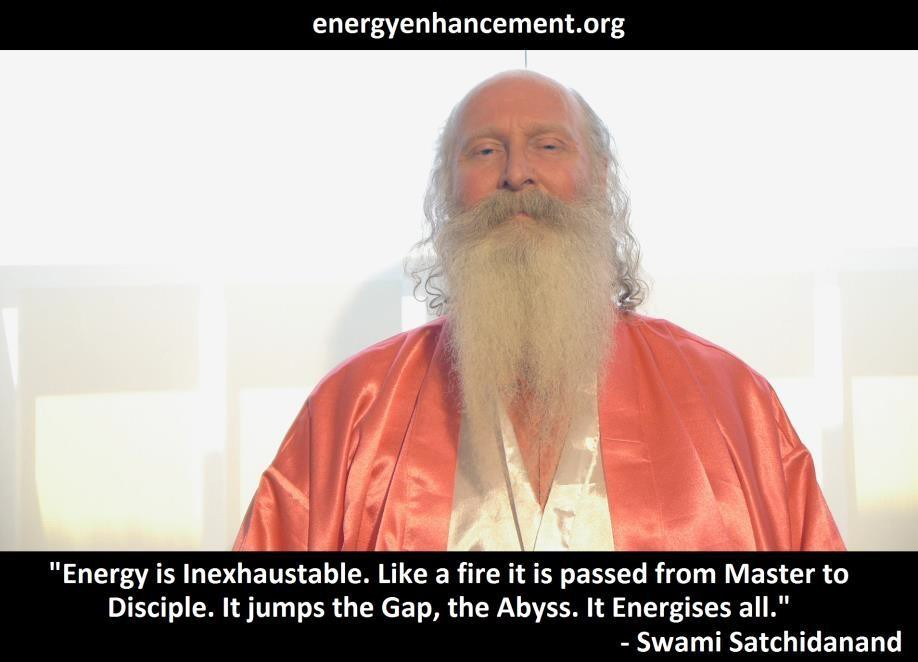 energyenhancement.org
"Energy is Inexhaustable. Like a fire it is passed from Master to
Disciple. It jumps the Gap, the Abyss. It Energises all."
- Swami Satchidanand